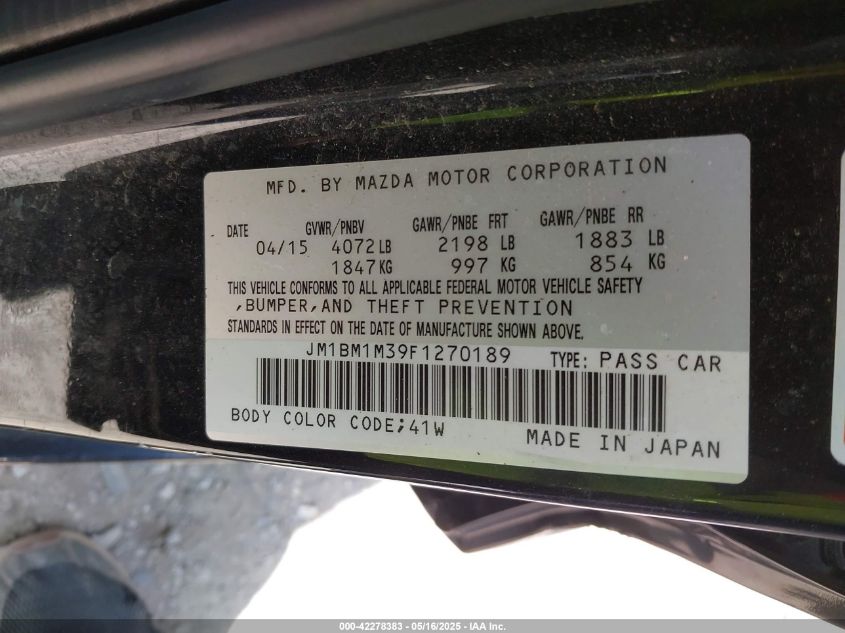 MFD. BY MAZDA MOTOR CORPORATION
DATE GVWR/PNBV GAWR/PNBE FRT GAWR/PNBE RR
04/15 4072 LB 2198 LB 1883 LB
1847 KG 997 KG 854 KG
THIS VEHICLE CONFORMS TO ALL APPLICABLE FEDERAL MOTOR VEHICLE SAFETY
,BUMPER,AND THEFT PREVENTION
STANDARDS IN EFFECT ON THE DATE OF MANUFACTURE SHOWN ABOVE.
JM1BM1M39F1270189 TYPE: PASS CAR
BODY COLOR CODE;41W MADE IN JAPAN
000-42278383 - 05/16/2025 - IAA Inc.